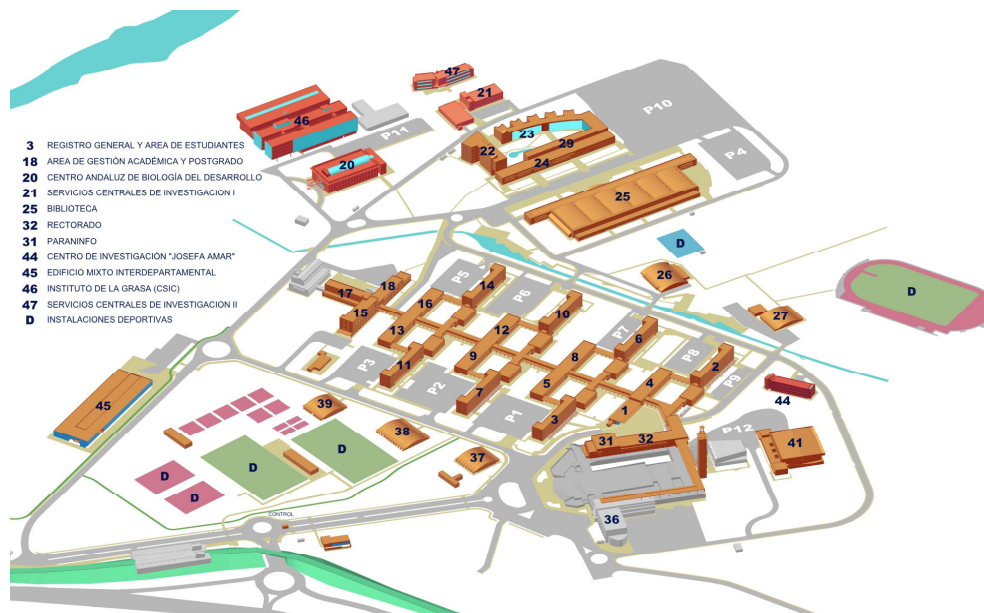 47
21
46
P11
P10
23
29
22
24
P4
20
25
3 REGISTRO GENERAL Y AREA DE ESTUDIANTES
18 AREA DE GESTIÓN ACADÉMICA Y POSTGRADO
20 CENTRO ANDALUZ DE BIOLOGÍA DEL DESARROLLO
21 SERVICIOS CENTRALES DE INVESTIGACION I
25 BIBLIOTECA
32 RECTORADO
31 PARANINFO
44 CENTRO DE INVESTIGACIÓN "JOSEFA AMAR"
45 EDIFICIO MIXTO INTERDEPARTAMENTAL
46 INSTITUTO DE LA GRASA (CSIC)
47 SERVICIOS CENTRALES DE INVESTIGACION II
D INSTALACIONES DEPORTIVAS
D
26
D
27
17
18
P5
14
16
P6
15
13
12
10
P7
6
P8
2
P9
P3
11
9
8
5
4
44
P2
7
P1
3
1
45
39
38
37
31
32
P12
41
D
D
D
D
36
CONTROL